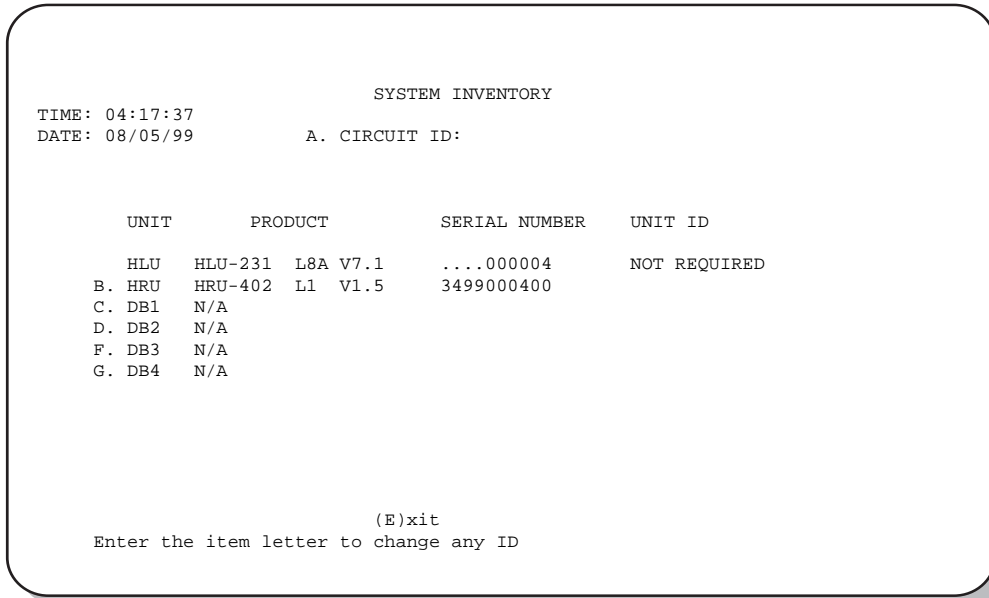 SYSTEM INVENTORY
TIME: 04:17:37
DATE: 08/05/99 A. CIRCUIT ID:
UNIT PRODUCT SERIAL NUMBER UNIT ID
HLU HLU-231 L8A V7.1 ....000004 NOT REQUIRED
B. HRU HRU-402 L1 V1.5 3499000400
C. DB1 N/A
D. DB2 N/A
F. DB3 N/A
G. DB4 N/A
(E)xit
Enter the item letter to change any ID